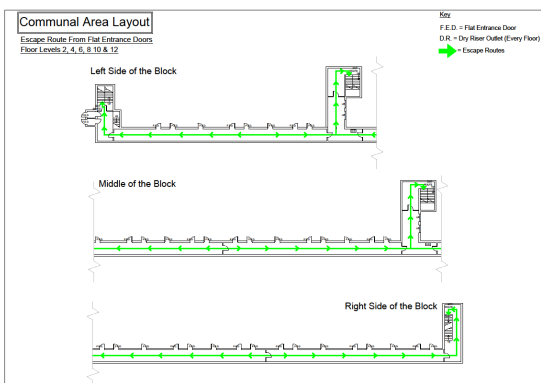 Communal Area Layout
Escape Route From Flat Entrance Doors
Floor Levels 2, 4, 6, 8 10 & 12
Key
F.E.D. = Flat Entrance Door
D.R. = Dry Riser Outlet (Every Floor)
= Escape Routes
Left Side of the Block
Middle of the Block
Right Side of the Block